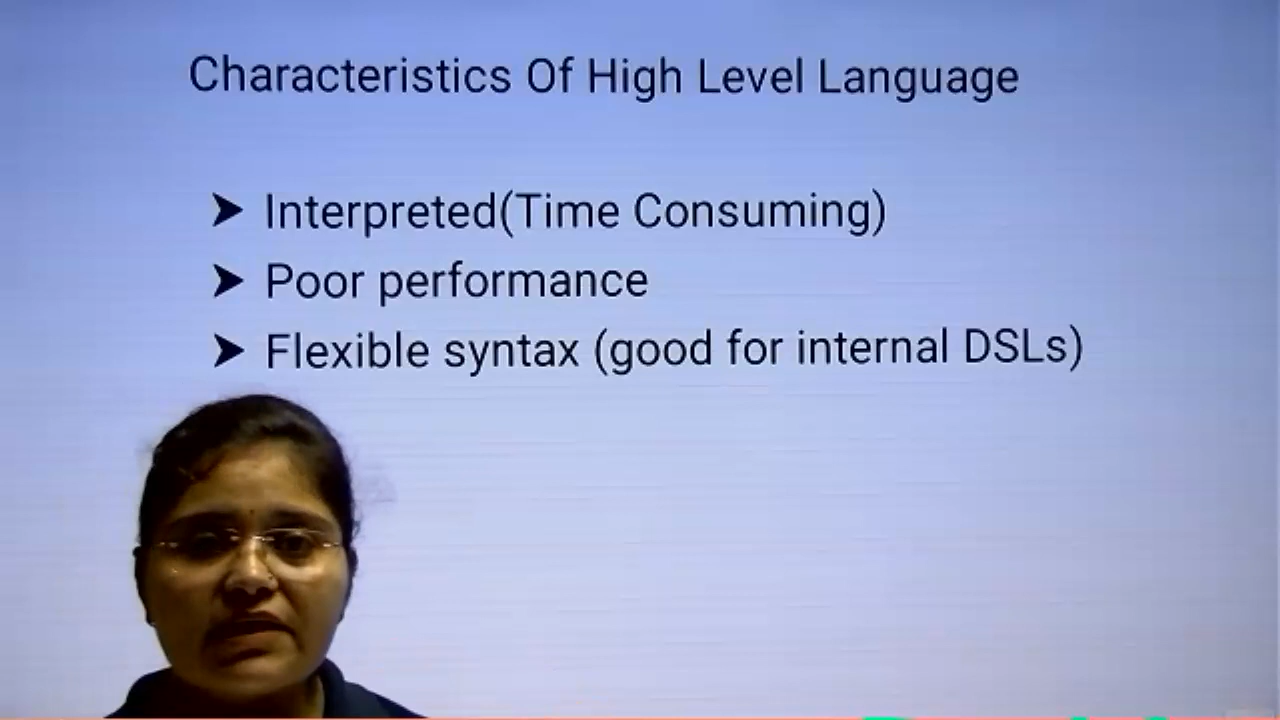 Characteristics Of High Level Language
➤ Interpreted(Time Consuming)
➤ Poor performance
➤ Flexible syntax (good for internal DSLs)